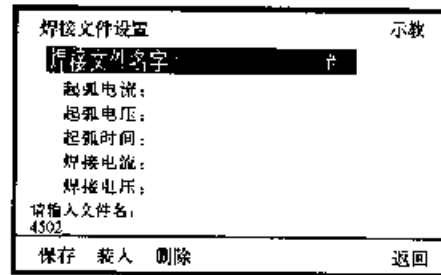 焊接文件设置 示教
焊接文件名字: #
起弧电流:
起弧电压:
起弧时间:
焊接电流:
焊接电压:
请输入文件名:
4502
保存 装入 删除 返回